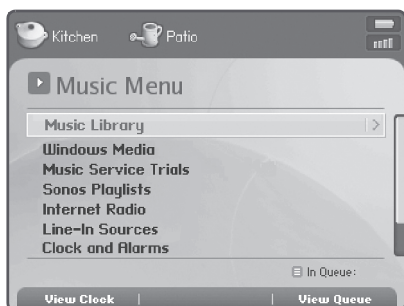 Kitchen Patio
Music Menu
Music Library
Windows Media
Music Service Trials
Sonos Playlists
Internet Radio
Line-In Sources
Clock and Alarms
In Queue:
View Clock View Queue